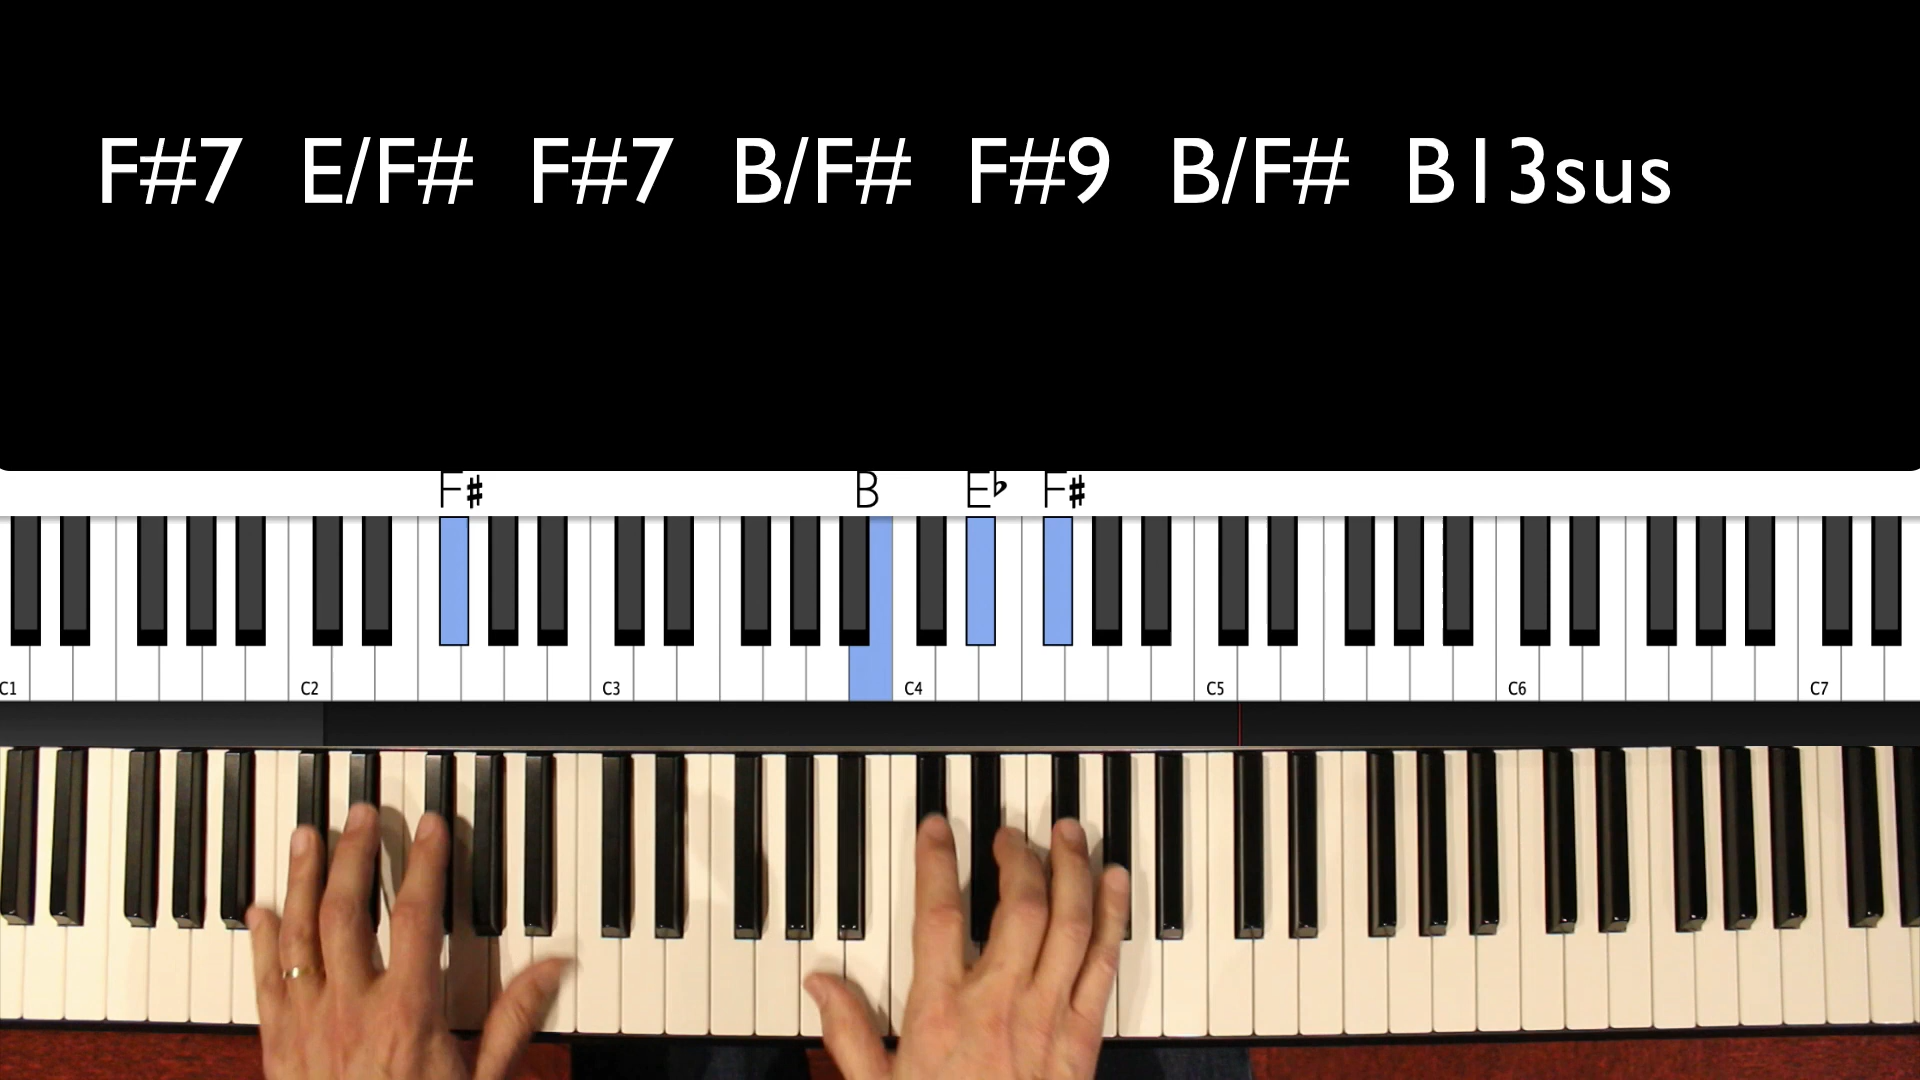 F#7 E/F# F#7 B/F# F#9 B/F# B13sus
F♯ B E♭ F♯
C1 C2 C3 C4 C5 C6 C7